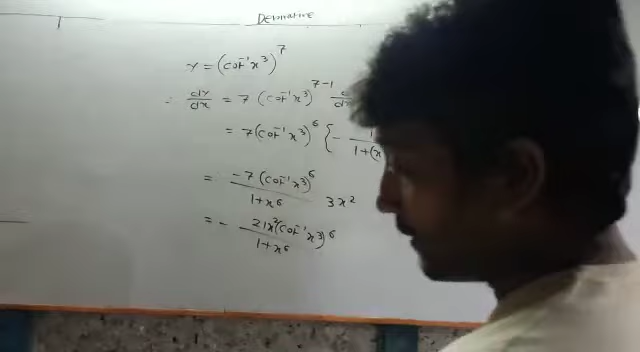 DERIVATIVE
Y = (cot⁻¹x³)⁷
∴ dY/dx = 7 (cot⁻¹x³)⁷⁻¹ d
= 7(cot⁻¹x³)⁶ { - 1/1+(x
= -7(cot⁻¹x³)⁶/1+x⁶ 3x²
= - 21x²(cot⁻¹x³)⁶/1+x⁶